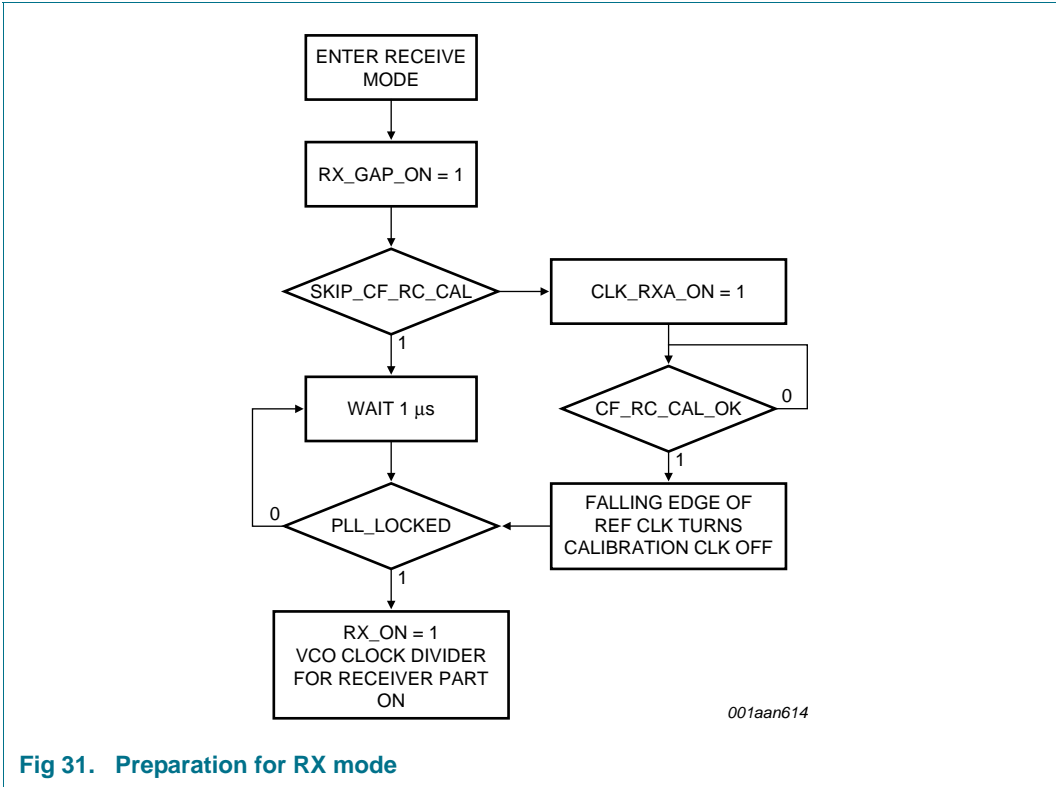 ENTER RECEIVE
MODE
RX_GAP_ON = 1
SKIP_CF_RC_CAL
CLK_RXA_ON = 1
1
WAIT 1 μs
CF_RC_CAL_OK
0
1
PLL_LOCKED
0
FALLING EDGE OF
REF CLK TURNS
CALIBRATION CLK OFF
1
RX_ON = 1
VCO CLOCK DIVIDER
FOR RECEIVER PART
ON
001aan614
Fig 31. Preparation for RX mode